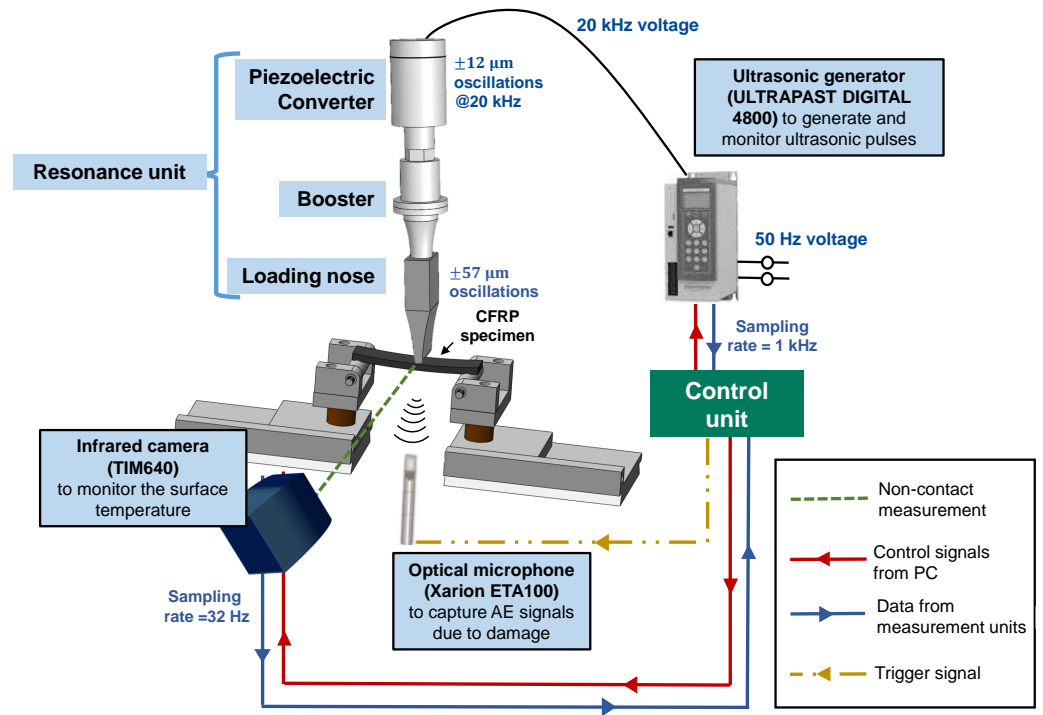 20 kHz voltage
Piezoelectric
Converter
±12 μm
oscillations
@20 kHz
Ultrasonic generator
(ULTRAPAST DIGITAL
4800) to generate and
monitor ultrasonic pulses
Resonance unit
Booster
50 Hz voltage
Loading nose
±57 μm
oscillations
CFRP
specimen
Sampling
rate = 1 kHz
Control
unit
Infrared camera
(TIM640)
to monitor the surface
temperature
Optical microphone
(Xarion ETA100)
to capture AE signals
due to damage
Sampling
rate =32 Hz
Non-contact
measurement
Control signals
from PC
Data from
measurement units
Trigger signal